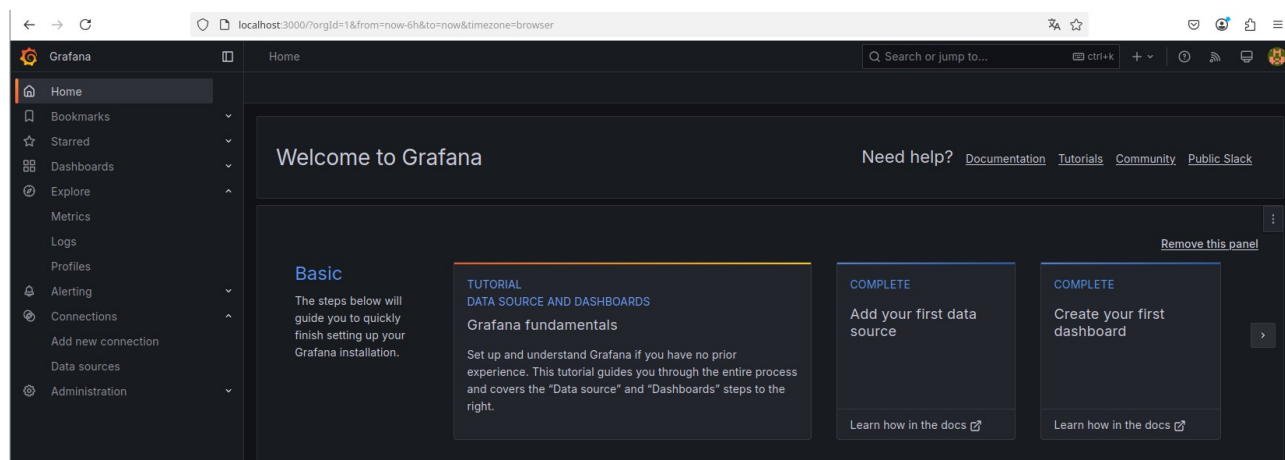 localhost:3000/?orgId=1&from=now-6h&to=now&timezone=browser
Grafana
Home
Search or jump to...
ctrl+k
Home
Bookmarks
Starred
Dashboards
Explore
Metrics
Logs
Profiles
Alerting
Connections
Add new connection
Data sources
Administration
Welcome to Grafana
Need help? Documentation Tutorials Community Public Slack
Remove this panel
Basic
The steps below will
guide you to quickly
finish setting up your
Grafana installation.
TUTORIAL
DATA SOURCE AND DASHBOARDS
Grafana fundamentals
Set up and understand Grafana if you have no prior
experience. This tutorial guides you through the entire process
and covers the “Data source” and “Dashboards” steps to the
right.
COMPLETE
Add your first data
source
Learn how in the docs
COMPLETE
Create your first
dashboard
Learn how in the docs